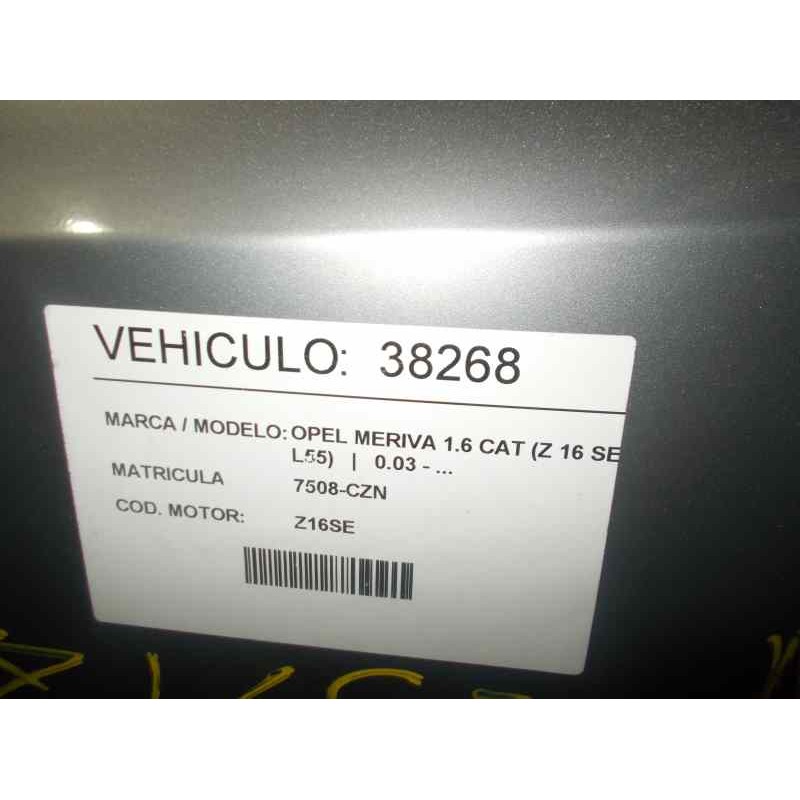 VEHICULO: 38268
MARCA / MODELO: OPEL MERIVA 1.6 CAT (Z 16 SE
L55) | 0.03 - ...
MATRICULA 7508-CZN
COD. MOTOR: Z16SE